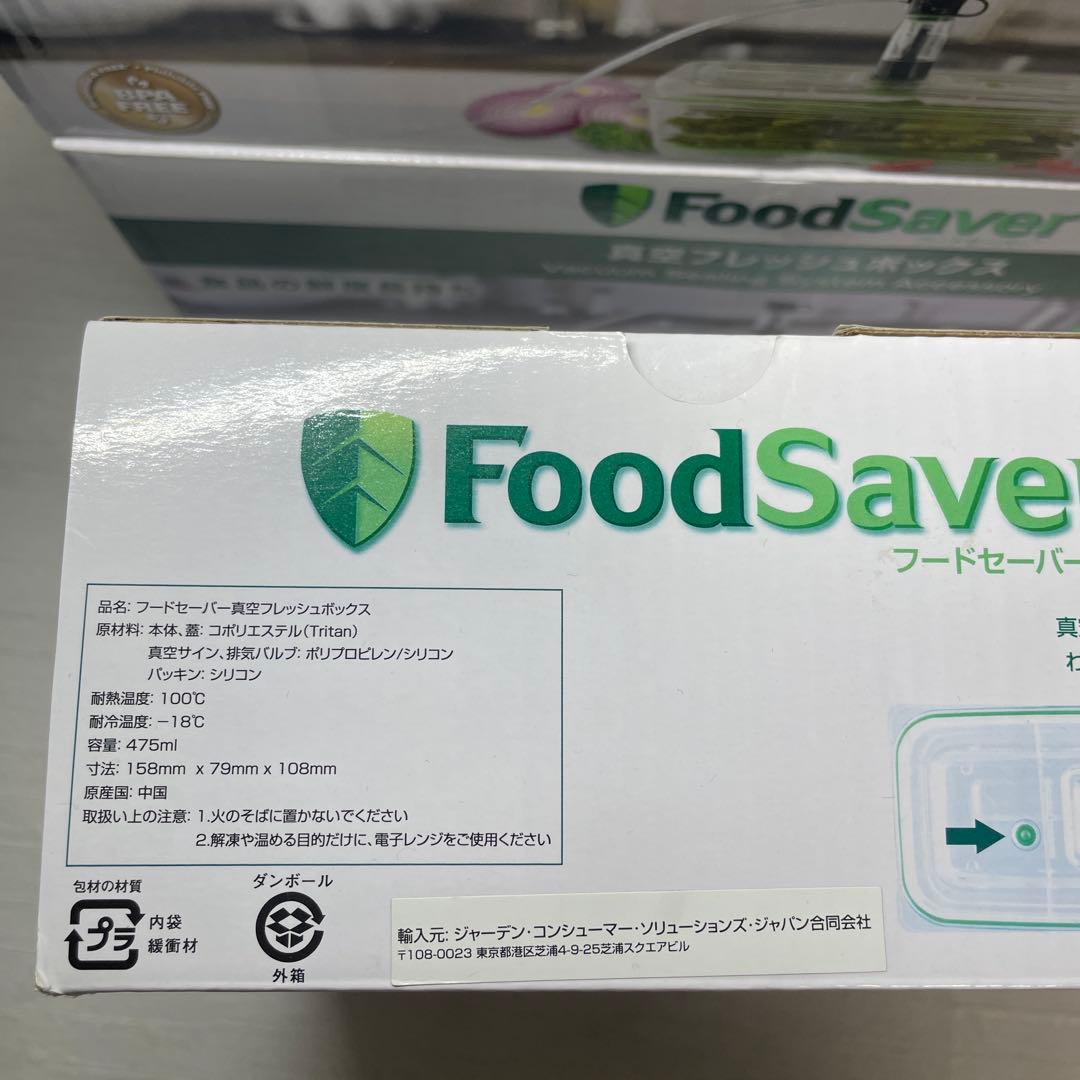 BPA
FREE
FoodSaver
真空フレッシュボックス
Vacuum Sealing System Accessory
食品の鮮度長持ち
FoodSaver
フードセーバー
品名: フードセーバー真空フレッシュボックス
原材料: 本体、蓋: コポリエステル(Tritan)
真空サイン、排気バルブ: ポリプロピレン/シリコン
パッキン: シリコン
耐熱温度: 100℃
耐冷温度: －18℃
容量: 475ml
寸法: 158mm x 79mm x 108mm
原産国: 中国
取扱い上の注意: 1.火のそばに置かないでください
2.解凍や温める目的だけに、電子レンジをご使用ください
包材の材質
プラ
内袋
緩衝材
ダンボール
外箱
輸入元: ジャーデン・コンシューマー・ソリューションズ・ジャパン合同会社
〒108-0023 東京都港区芝浦4-9-25芝浦スクエアビル